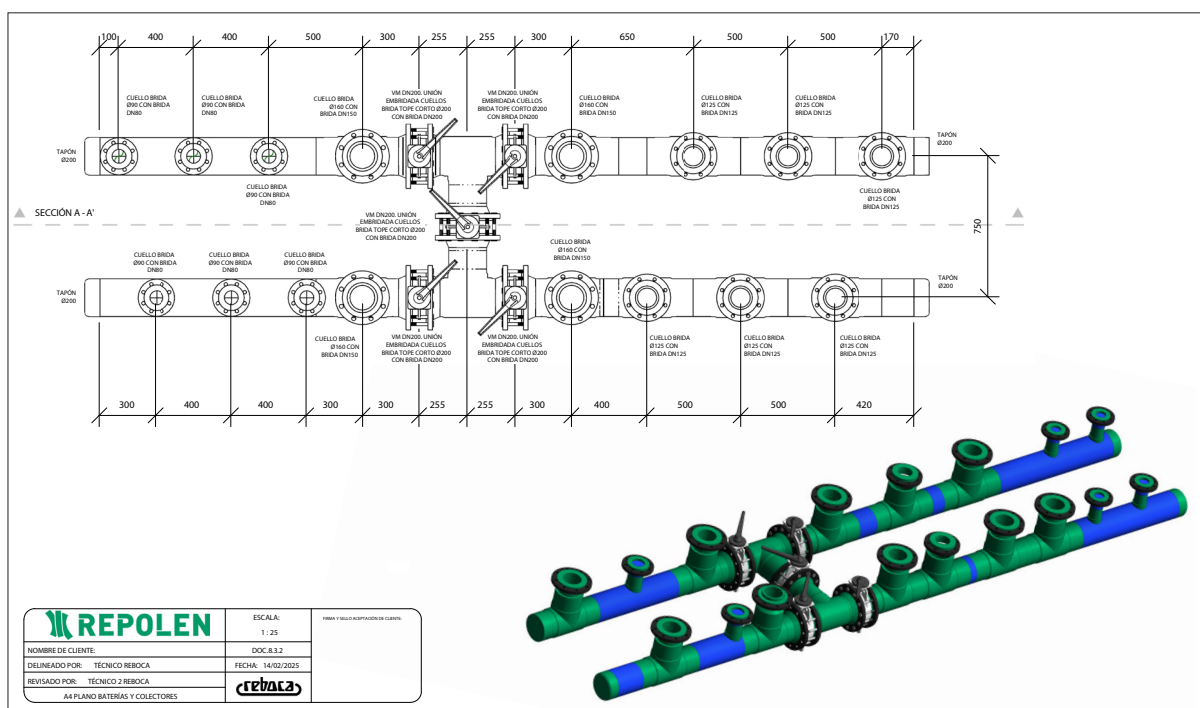 100 400 400 500 300 255 255 300 650 500 500 170
CUELLO BRIDA
Ø90 CON BRIDA
DN80
CUELLO BRIDA
Ø90 CON BRIDA
DN80
CUELLO BRIDA
Ø160 CON
BRIDA DN150
VM DN200. UNIÓN
EMBRIDADA CUELLOS
BRIDA TOPE CORTO Ø200
CON BRIDA DN200
VM DN200. UNIÓN
EMBRIDADA CUELLOS
BRIDA TOPE CORTO Ø200
CON BRIDA DN200
CUELLO BRIDA
Ø160 CON
BRIDA DN150
CUELLO BRIDA
Ø125 CON
BRIDA DN125
CUELLO BRIDA
Ø125 CON
BRIDA DN125
TAPÓN
Ø200
TAPÓN
Ø200
CUELLO BRIDA
Ø90 CON BRIDA
DN80
CUELLO BRIDA
Ø125 CON
BRIDA DN125
SECCIÓN A - A'
VM DN200. UNIÓN
EMBRIDADA CUELLOS
BRIDA TOPE CORTO Ø200
CON BRIDA DN200
750
CUELLO BRIDA
Ø90 CON BRIDA
DN80
CUELLO BRIDA
Ø90 CON BRIDA
DN80
CUELLO BRIDA
Ø90 CON BRIDA
DN80
CUELLO BRIDA
Ø160 CON
BRIDA DN150
TAPÓN
Ø200
TAPÓN
Ø200
CUELLO BRIDA
Ø160 CON
BRIDA DN150
VM DN200. UNIÓN
EMBRIDADA CUELLOS
BRIDA TOPE CORTO Ø200
CON BRIDA DN200
VM DN200. UNIÓN
EMBRIDADA CUELLOS
BRIDA TOPE CORTO Ø200
CON BRIDA DN200
CUELLO BRIDA
Ø125 CON
BRIDA DN125
CUELLO BRIDA
Ø125 CON
BRIDA DN125
CUELLO BRIDA
Ø125 CON
BRIDA DN125
300 400 400 300 300 255 255 300 400 500 500 420
REPOLEN
ESCALA:
1 : 25
FIRMA Y SELLO ACEPTACIÓN DE CLIENTE:
NOMBRE DE CLIENTE:
DOC.8.3.2
DELINEADO POR: TÉCNICO REBOCA
FECHA: 14/02/2025
REVISADO POR: TÉCNICO 2 REBOCA
reboca
A4 PLANO BATERÍAS Y COLECTORES